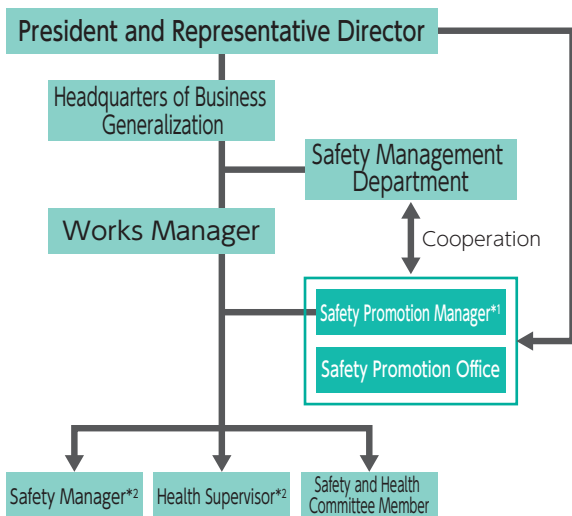 President and Representative Director
Headquarters of Business
Generalization
Safety Management
Department
Works Manager
Cooperation
Safety Promotion Manager*1
Safety Promotion Office
Safety Manager*2
Health Supervisor*2
Safety and Health
Committee Member